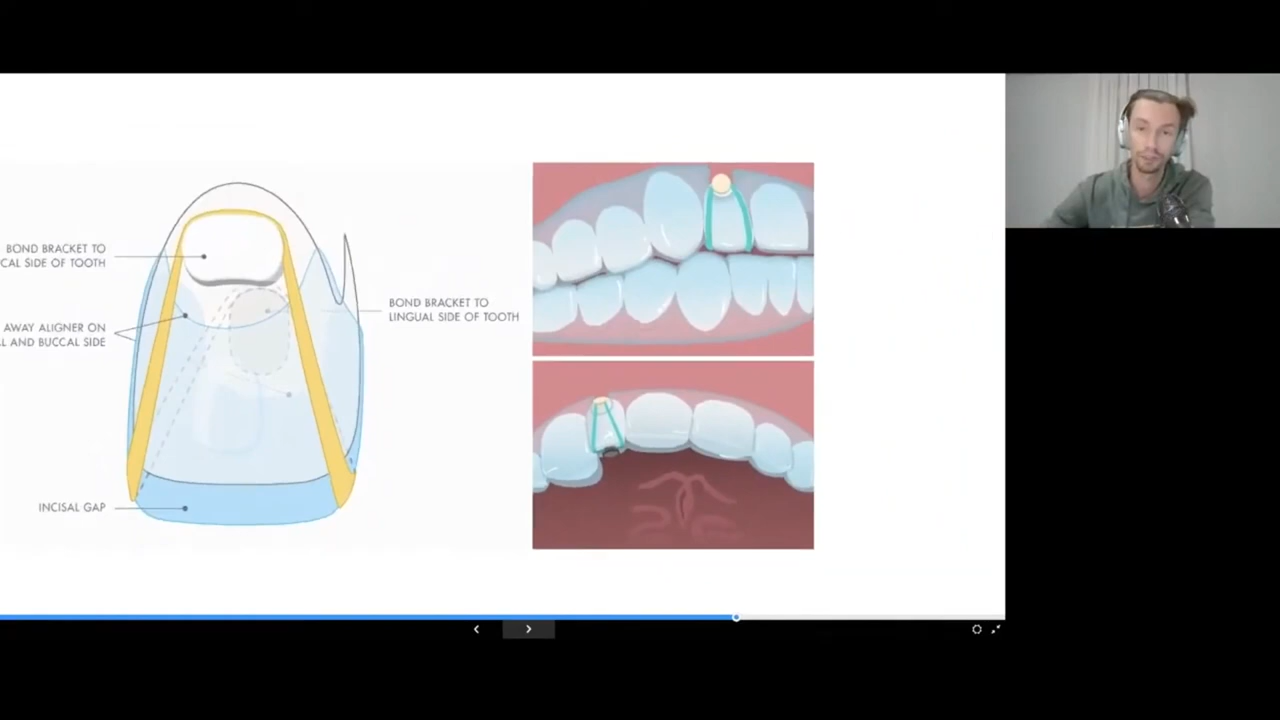 BOND BRACKET TO
CAL SIDE OF TOOTH
AWAY ALIGNER ON
L AND BUCCAL SIDE
INCISAL GAP
BOND BRACKET TO
LINGUAL SIDE OF TOOTH